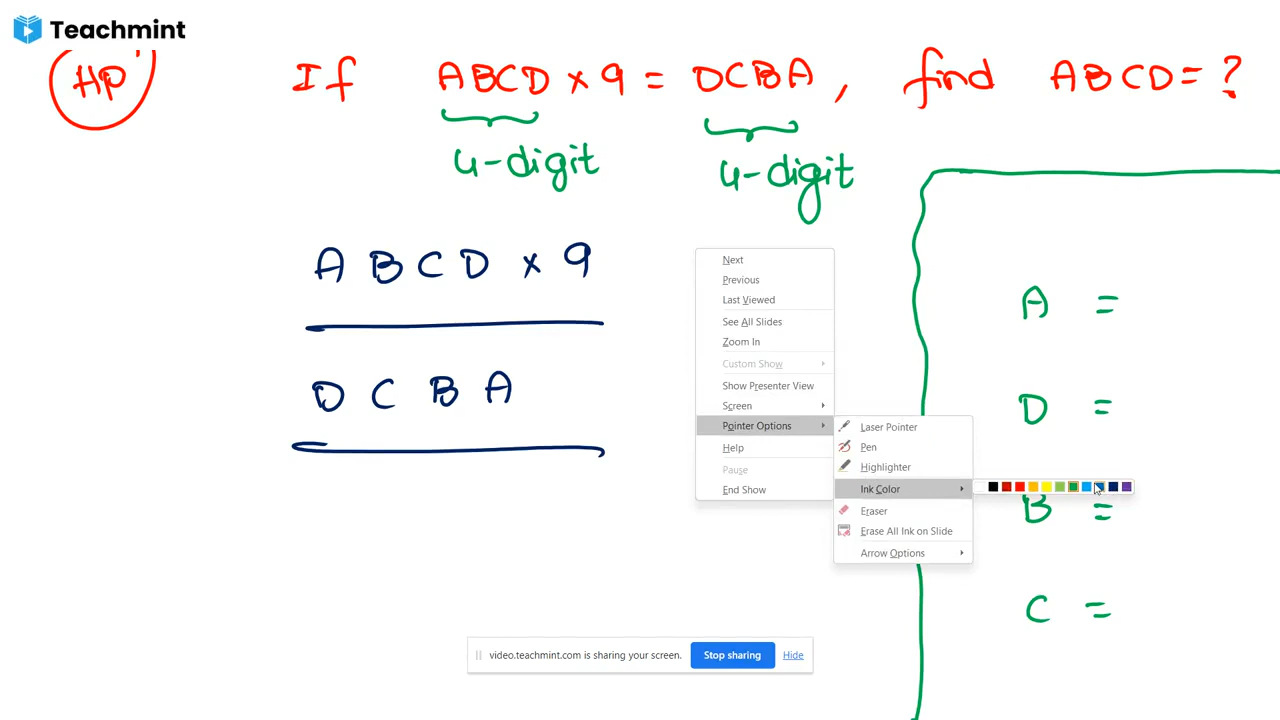 Teachmint
HP
If ABCD × 9 = DCBA, find ABCD = ?
4-digit 4-digit
A B C D × 9
D C B A
A =
D =
B =
C =
Next
Previous
Last Viewed
See All Slides
Zoom In
Custom Show
Show Presenter View
Screen
Pointer Options
Help
Pause
End Show
Laser Pointer
Pen
Highlighter
Ink Color
Eraser
Erase All Ink on Slide
Arrow Options
video.teachmint.com is sharing your screen. Stop sharing Hide